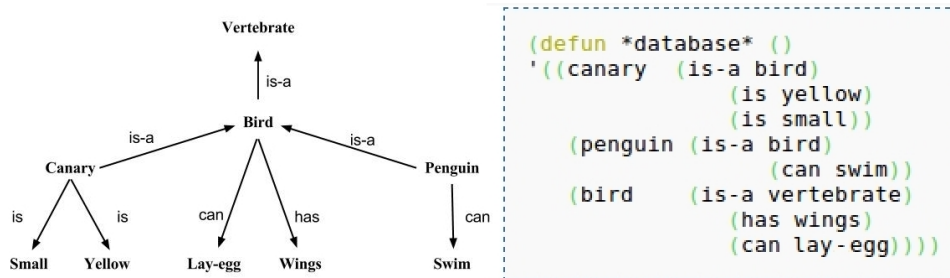 Vertebrate
is-a
Bird
is-a
is-a
Canary
Penguin
is
is
can
has
can
Small
Yellow
Lay-egg
Wings
Swim
(defun *database* ()
'((canary (is-a bird)
(is yellow)
(is small))
(penguin (is-a bird)
(can swim))
(bird (is-a vertebrate)
(has wings)
(can lay-egg))))